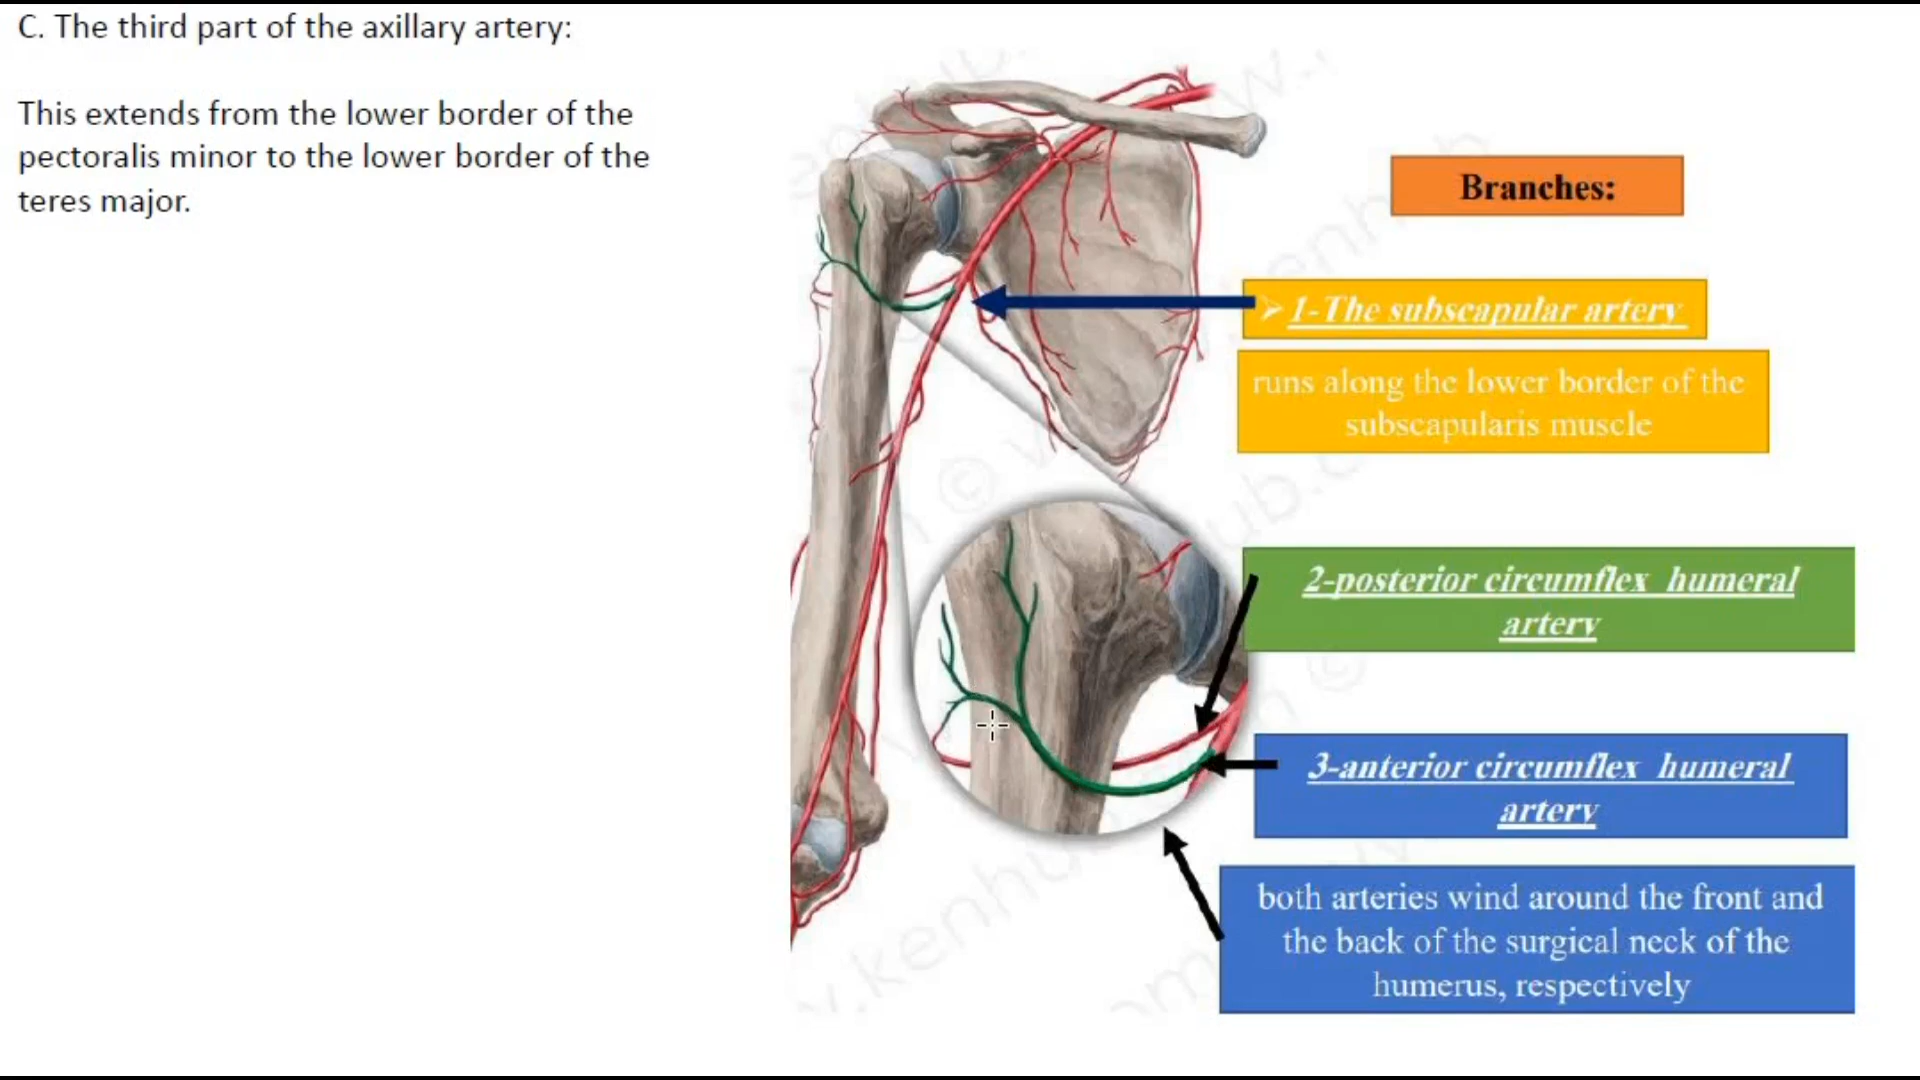 C. The third part of the axillary artery:
This extends from the lower border of the
pectoralis minor to the lower border of the
teres major.
Branches:
➢ 1-The subscapular artery
runs along the lower border of the
subscapularis muscle
2-posterior circumflex humeral
artery
3-anterior circumflex humeral
artery
both arteries wind around the front and
the back of the surgical neck of the
humerus, respectively